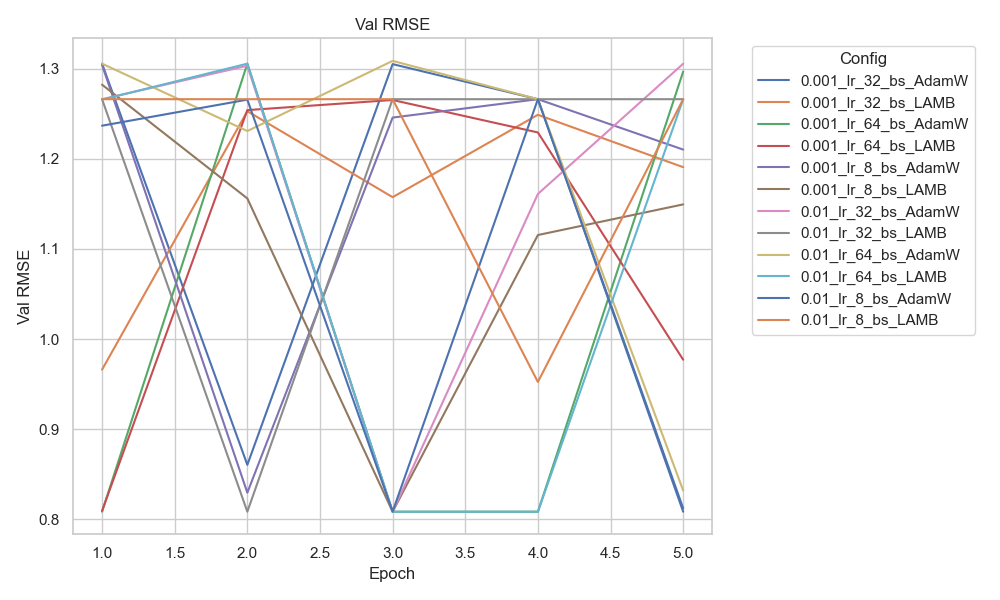 Val RMSE
Val RMSE
1.3
1.2
1.1
1.0
0.9
0.8
1.0 1.5 2.0 2.5 3.0 3.5 4.0 4.5 5.0
Epoch
Config
0.001_lr_32_bs_AdamW
0.001_lr_32_bs_LAMB
0.001_lr_64_bs_AdamW
0.001_lr_64_bs_LAMB
0.001_lr_8_bs_AdamW
0.001_lr_8_bs_LAMB
0.01_lr_32_bs_AdamW
0.01_lr_32_bs_LAMB
0.01_lr_64_bs_AdamW
0.01_lr_64_bs_LAMB
0.01_lr_8_bs_AdamW
0.01_lr_8_bs_LAMB